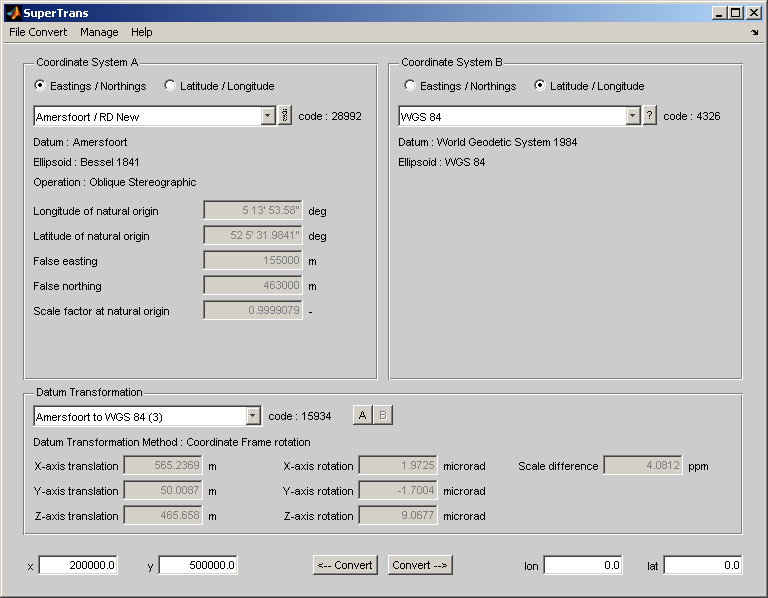 SuperTrans
File Convert Manage Help
Coordinate System A
Eastings / Northings Latitude / Longitude
Amersfoort / RD New code : 28992
Datum : Amersfoort
Ellipsoid : Bessel 1841
Operation : Oblique Stereographic
Longitude of natural origin 5 13' 53.58" deg
Latitude of natural origin 52 5' 31.9841" deg
False easting 155000 m
False northing 463000 m
Scale factor at natural origin 0.9999079 -
Coordinate System B
Eastings / Northings Latitude / Longitude
WGS 84 ? code : 4326
Datum : World Geodetic System 1984
Ellipsoid : WGS 84
Datum Transformation
Amersfoort to WGS 84 (3) code : 15934 A B
Datum Transformation Method : Coordinate Frame rotation
X-axis translation 565.2369 m X-axis rotation 1.9725 microrad Scale difference 4.0812 ppm
Y-axis translation 50.0087 m Y-axis rotation -1.7004 microrad
Z-axis translation 465.658 m Z-axis rotation 9.0677 microrad
x 200000.0 y 500000.0 <-- Convert Convert --> lon 0.0 lat 0.0